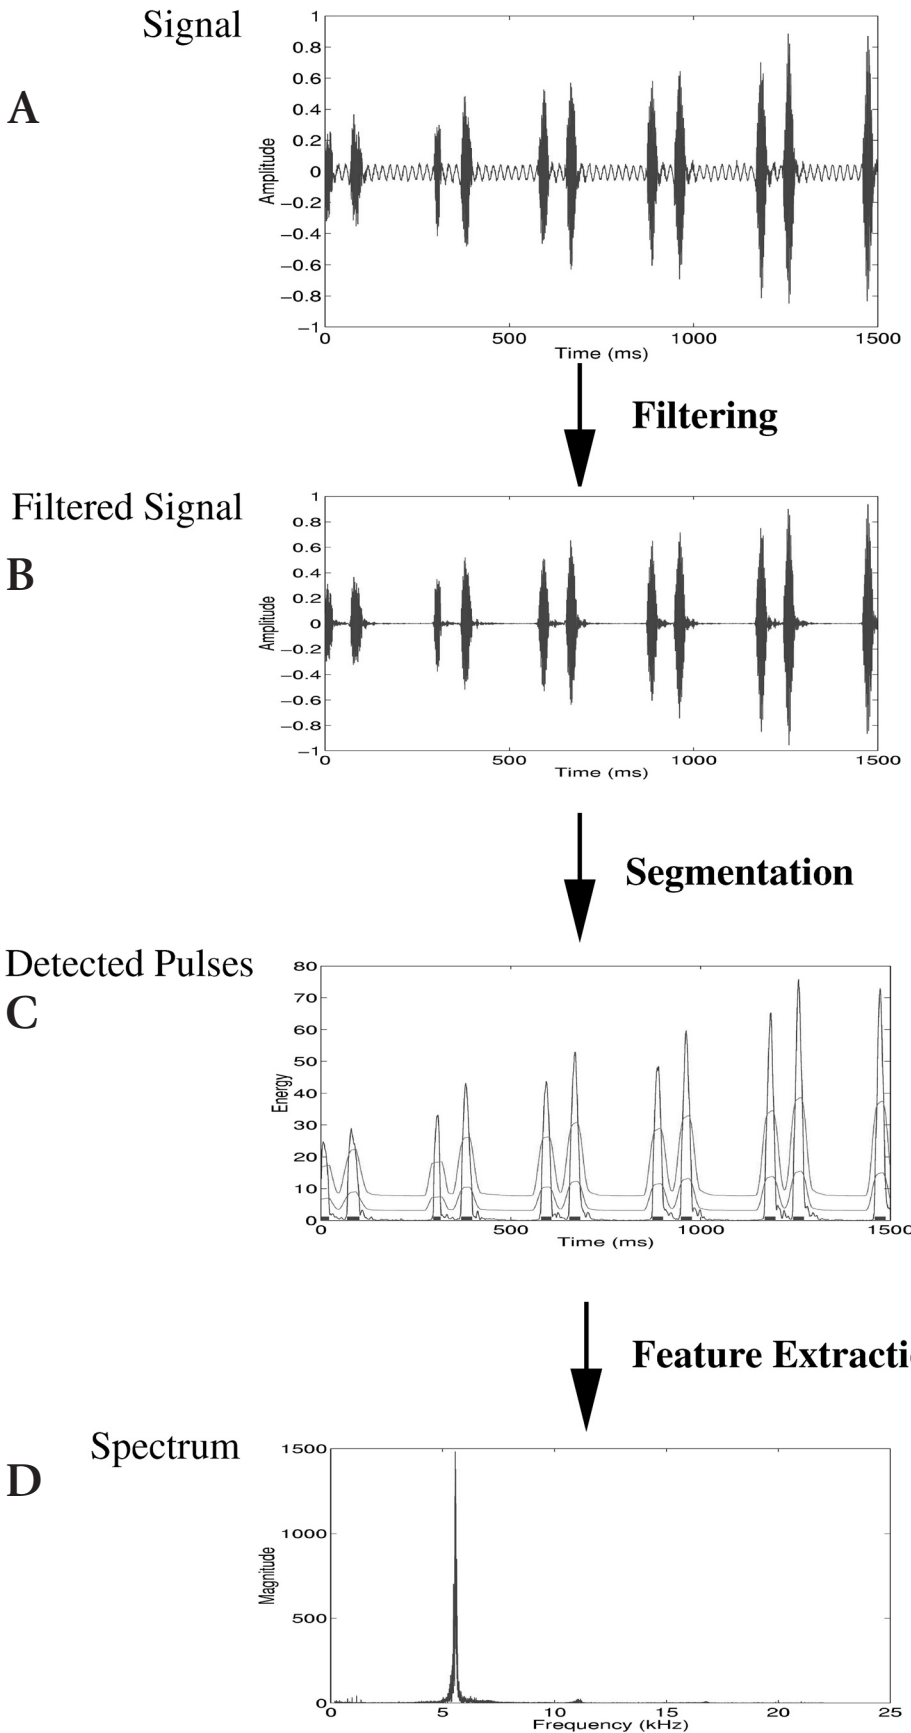 Signal
A
1
0.8
0.6
0.4
0.2
0
−0.2
−0.4
−0.6
−0.8
−1
Amplitude
0 500 1000 1500
Time (ms)
Filtering
Filtered Signal
B
1
0.8
0.6
0.4
0.2
0
−0.2
−0.4
−0.6
−0.8
−1
Amplitude
0 500 1000 1500
Time (ms)
Segmentation
Detected Pulses
C
80
70
60
50
40
30
20
10
0
Energy
0 500 1000 1500
Time (ms)
Feature Extracti
Spectrum
D
1500
1000
500
0
Magnitude
0 5 10 15 20 25
Frequency (kHz)